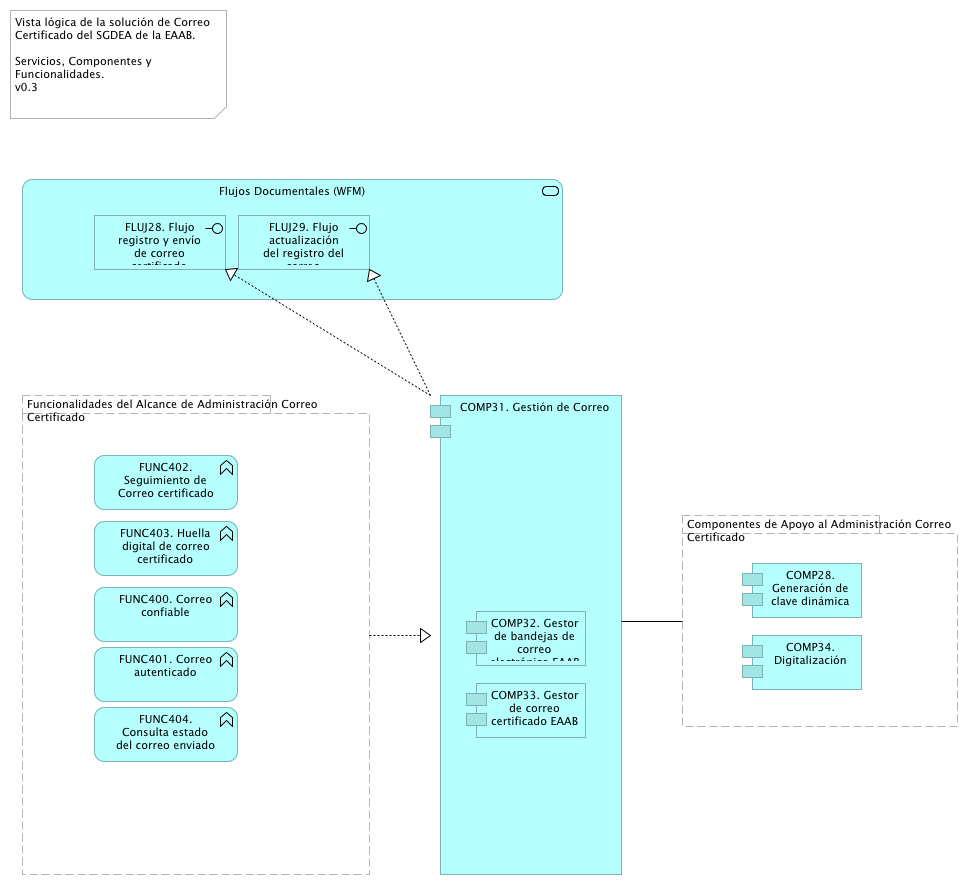 Vista lógica de la solución de Correo
Certificado del SGDEA de la EAAB.
Servicios, Componentes y
Funcionalidades.
v0.3
Flujos Documentales (WFM)
FLUJ28. Flujo
registro y envío
de correo
certificado
FLUJ29. Flujo
actualización
del registro del
correo
Funcionalidades del Alcance de Administración Correo
Certificado
FUNC402.
Seguimiento de
Correo certificado
FUNC403. Huella
digital de correo
certificado
FUNC400. Correo
confiable
FUNC401. Correo
autenticado
FUNC404.
Consulta estado
del correo enviado
COMP31. Gestión de Correo
COMP32. Gestor
de bandejas de
correo
electrónico EAAB
COMP33. Gestor
de correo
certificado EAAB
Componentes de Apoyo al Administración Correo
Certificado
COMP28.
Generación de
clave dinámica
COMP34.
Digitalización